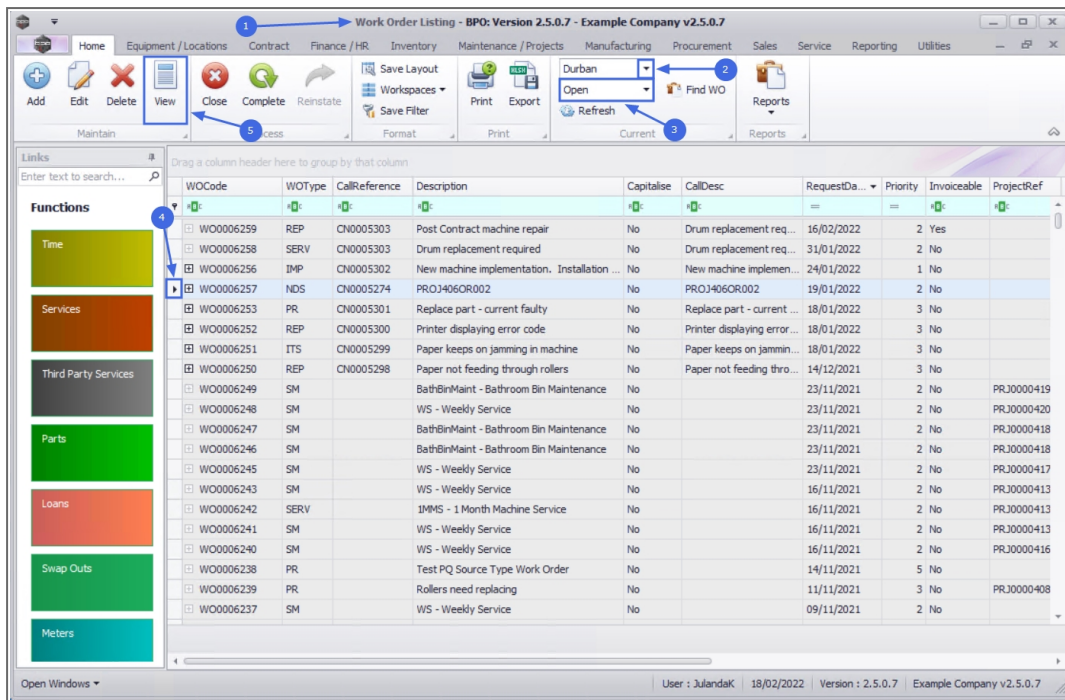 1
Work Order Listing - BPO: Version 2.5.0.7 - Example Company v2.5.0.7
Home Equipment / Locations Contract Finance / HR Inventory Maintenance / Projects Manufacturing Procurement Sales Service Reporting Utilities
Add Edit Delete View Close Complete Reinstate
Save Layout
Workspaces
Save Filter
Print Export
Durban 2
Open Find WO
Refresh 3
Reports
Maintain 5 Format Print Current Reports
Links
Enter text to search...
Drag a column header here to group by that column
Functions
Time
Services
Third Party Services
Parts
Loans
Swap Outs
Meters
4
WOCode WOType CallReference Description Capitalise CallDesc RequestDa... Priority Invoiceable ProjectRef
WO0006259 REP CN0005303 Post Contract machine repair No Drum replacement req... 16/02/2022 2 Yes
WO0006258 SERV CN0005303 Drum replacement required No Drum replacement req... 31/01/2022 2 No
WO0006256 IMP CN0005302 New machine implementation. Installation ... No New machine implemen... 24/01/2022 1 No
WO0006257 NDS CN0005274 PROJ406OR002 No PROJ406OR002 19/01/2022 2 No
WO0006253 PR CN0005301 Replace part - current faulty No Replace part - current ... 18/01/2022 3 No
WO0006252 REP CN0005300 Printer displaying error code No Printer displaying error... 18/01/2022 3 No
WO0006251 ITS CN0005299 Paper keeps on jamming in machine No Paper keeps on jammin... 18/01/2022 3 No
WO0006250 REP CN0005298 Paper not feeding through rollers No Paper not feeding thro... 14/12/2021 3 No
WO0006249 SM BathBinMaint - Bathroom Bin Maintenance No 23/11/2021 2 No PRJ0000419
WO0006248 SM WS - Weekly Service No 23/11/2021 2 No PRJ0000420
WO0006247 SM BathBinMaint - Bathroom Bin Maintenance No 23/11/2021 2 No PRJ0000418
WO0006246 SM BathBinMaint - Bathroom Bin Maintenance No 23/11/2021 2 No PRJ0000418
WO0006245 SM WS - Weekly Service No 23/11/2021 2 No PRJ0000417
WO0006243 SM WS - Weekly Service No 16/11/2021 2 No PRJ0000413
WO0006242 SERV 1MMS - 1 Month Machine Service No 16/11/2021 2 No PRJ0000413
WO0006241 SM WS - Weekly Service No 16/11/2021 2 No PRJ0000413
WO0006240 SM WS - Weekly Service No 16/11/2021 2 No PRJ0000416
WO0006238 PR Test PQ Source Type Work Order No 14/11/2021 5 No
WO0006239 PR Rollers need replacing No 11/11/2021 3 No PRJ0000408
WO0006237 SM WS - Weekly Service No 09/11/2021 2 No
Open Windows User : JulandaK 18/02/2022 Version : 2.5.0.7 Example Company v2.5.0.7